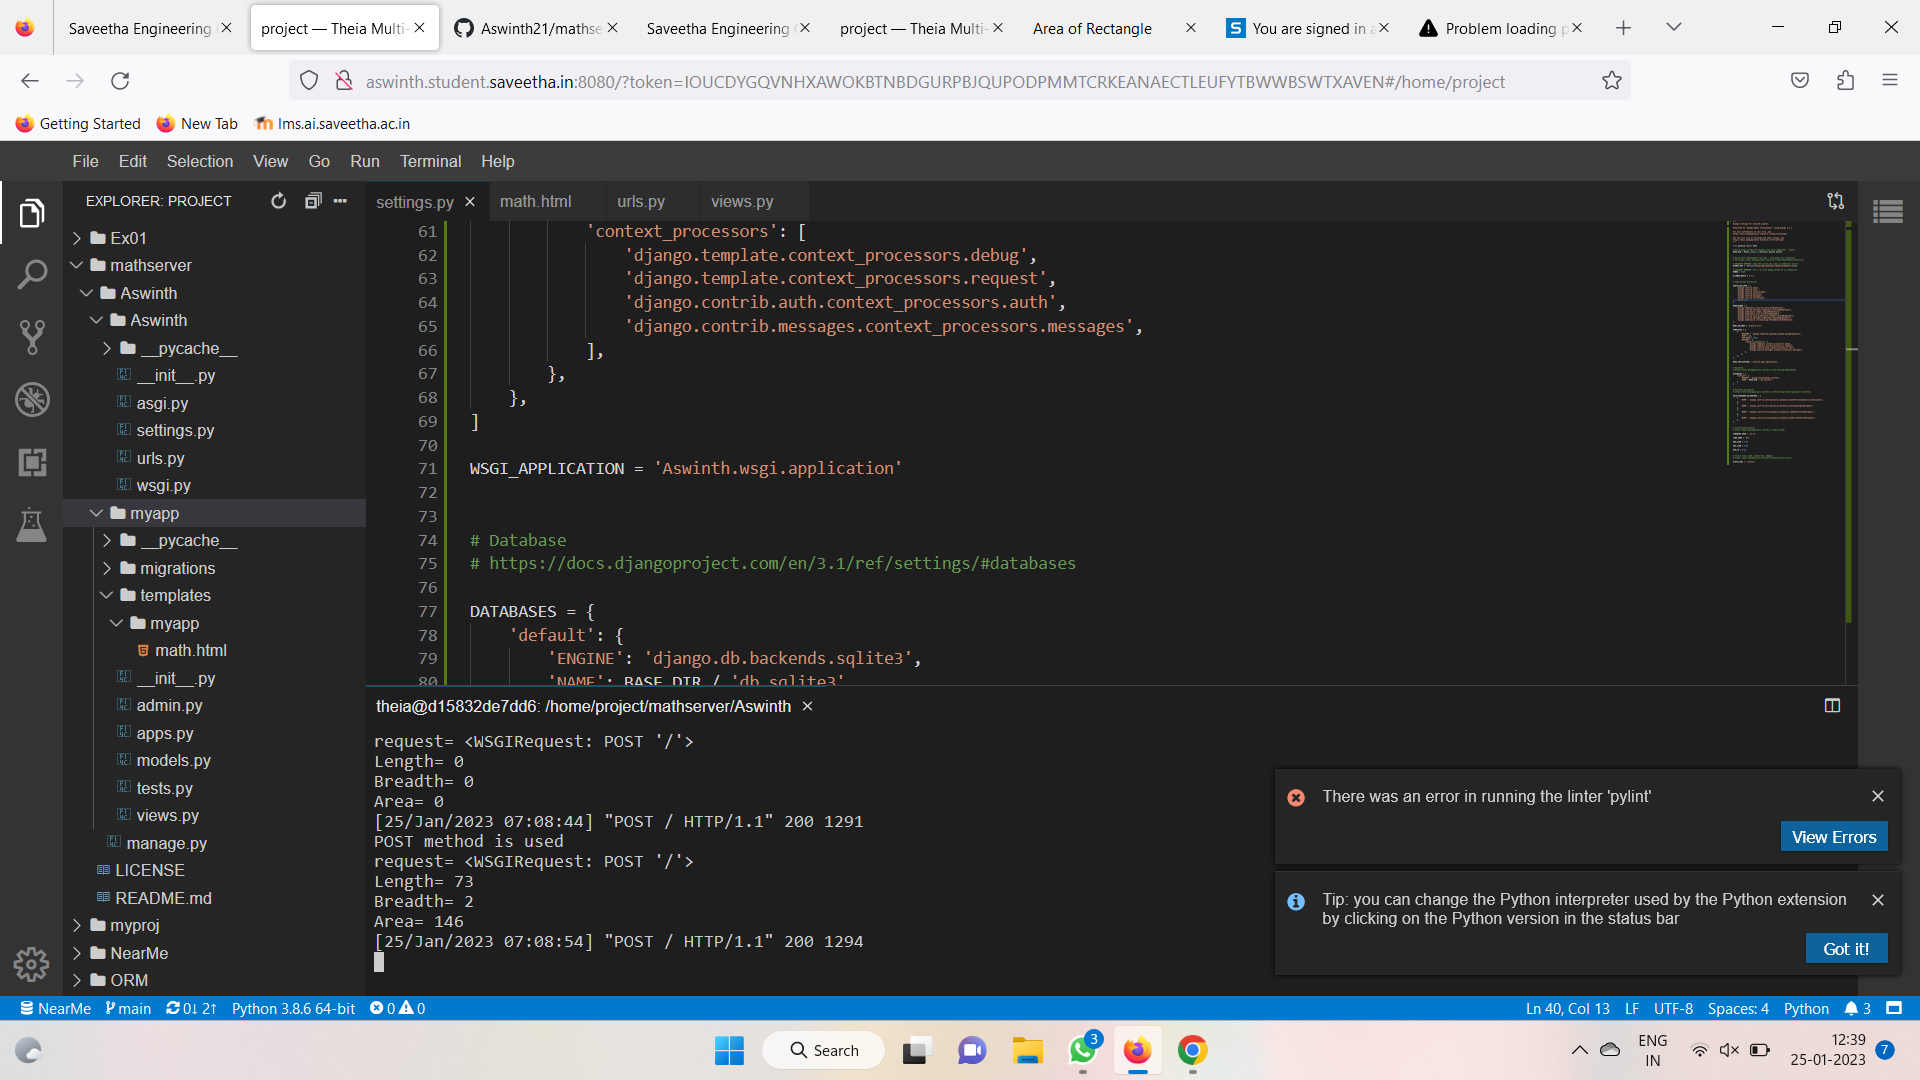 Saveetha Engineering
project — Theia Multi-
Aswinth21/mathse
Saveetha Engineering
project — Theia Multi-
Area of Rectangle
You are signed in a
Problem loading p
aswinth.student.saveetha.in:8080/?token=IOUCDYGQVNHXAWOKBTNBDGURPBJQUPODPMMTCRKEANAECTLEUFYTBWWBSWTXAVEN#/home/project
Getting Started
New Tab
lms.ai.saveetha.ac.in
File Edit Selection View Go Run Terminal Help
EXPLORER: PROJECT
Ex01
mathserver
Aswinth
Aswinth
__pycache__
__init__.py
asgi.py
settings.py
urls.py
wsgi.py
myapp
__pycache__
migrations
templates
myapp
math.html
__init__.py
admin.py
apps.py
models.py
tests.py
views.py
manage.py
LICENSE
README.md
myproj
NearMe
ORM
settings.py
math.html
urls.py
views.py
61 'context_processors': [
62 'django.template.context_processors.debug',
63 'django.template.context_processors.request',
64 'django.contrib.auth.context_processors.auth',
65 'django.contrib.messages.context_processors.messages',
66 ],
67 },
68 },
69 ]
70
71 WSGI_APPLICATION = 'Aswinth.wsgi.application'
72
73
74 # Database
75 # https://docs.djangoproject.com/en/3.1/ref/settings/#databases
76
77 DATABASES = {
78 'default': {
79 'ENGINE': 'django.db.backends.sqlite3',
80 'NAME': BASE_DIR / 'db.sqlite3'
theia@d15832de7dd6: /home/project/mathserver/Aswinth
request= <WSGIRequest: POST '/'>
Length= 0
Breadth= 0
Area= 0
[25/Jan/2023 07:08:44] "POST / HTTP/1.1" 200 1291
POST method is used
request= <WSGIRequest: POST '/'>
Length= 73
Breadth= 2
Area= 146
[25/Jan/2023 07:08:54] "POST / HTTP/1.1" 200 1294
There was an error in running the linter 'pylint'
View Errors
Tip: you can change the Python interpreter used by the Python extension
by clicking on the Python version in the status bar
Got it!
NearMe main 0↓ 2↑ Python 3.8.6 64-bit 0 0
Ln 40, Col 13 LF UTF-8 Spaces: 4 Python 3
Search
3
ENG
IN
12:39
25-01-2023
7